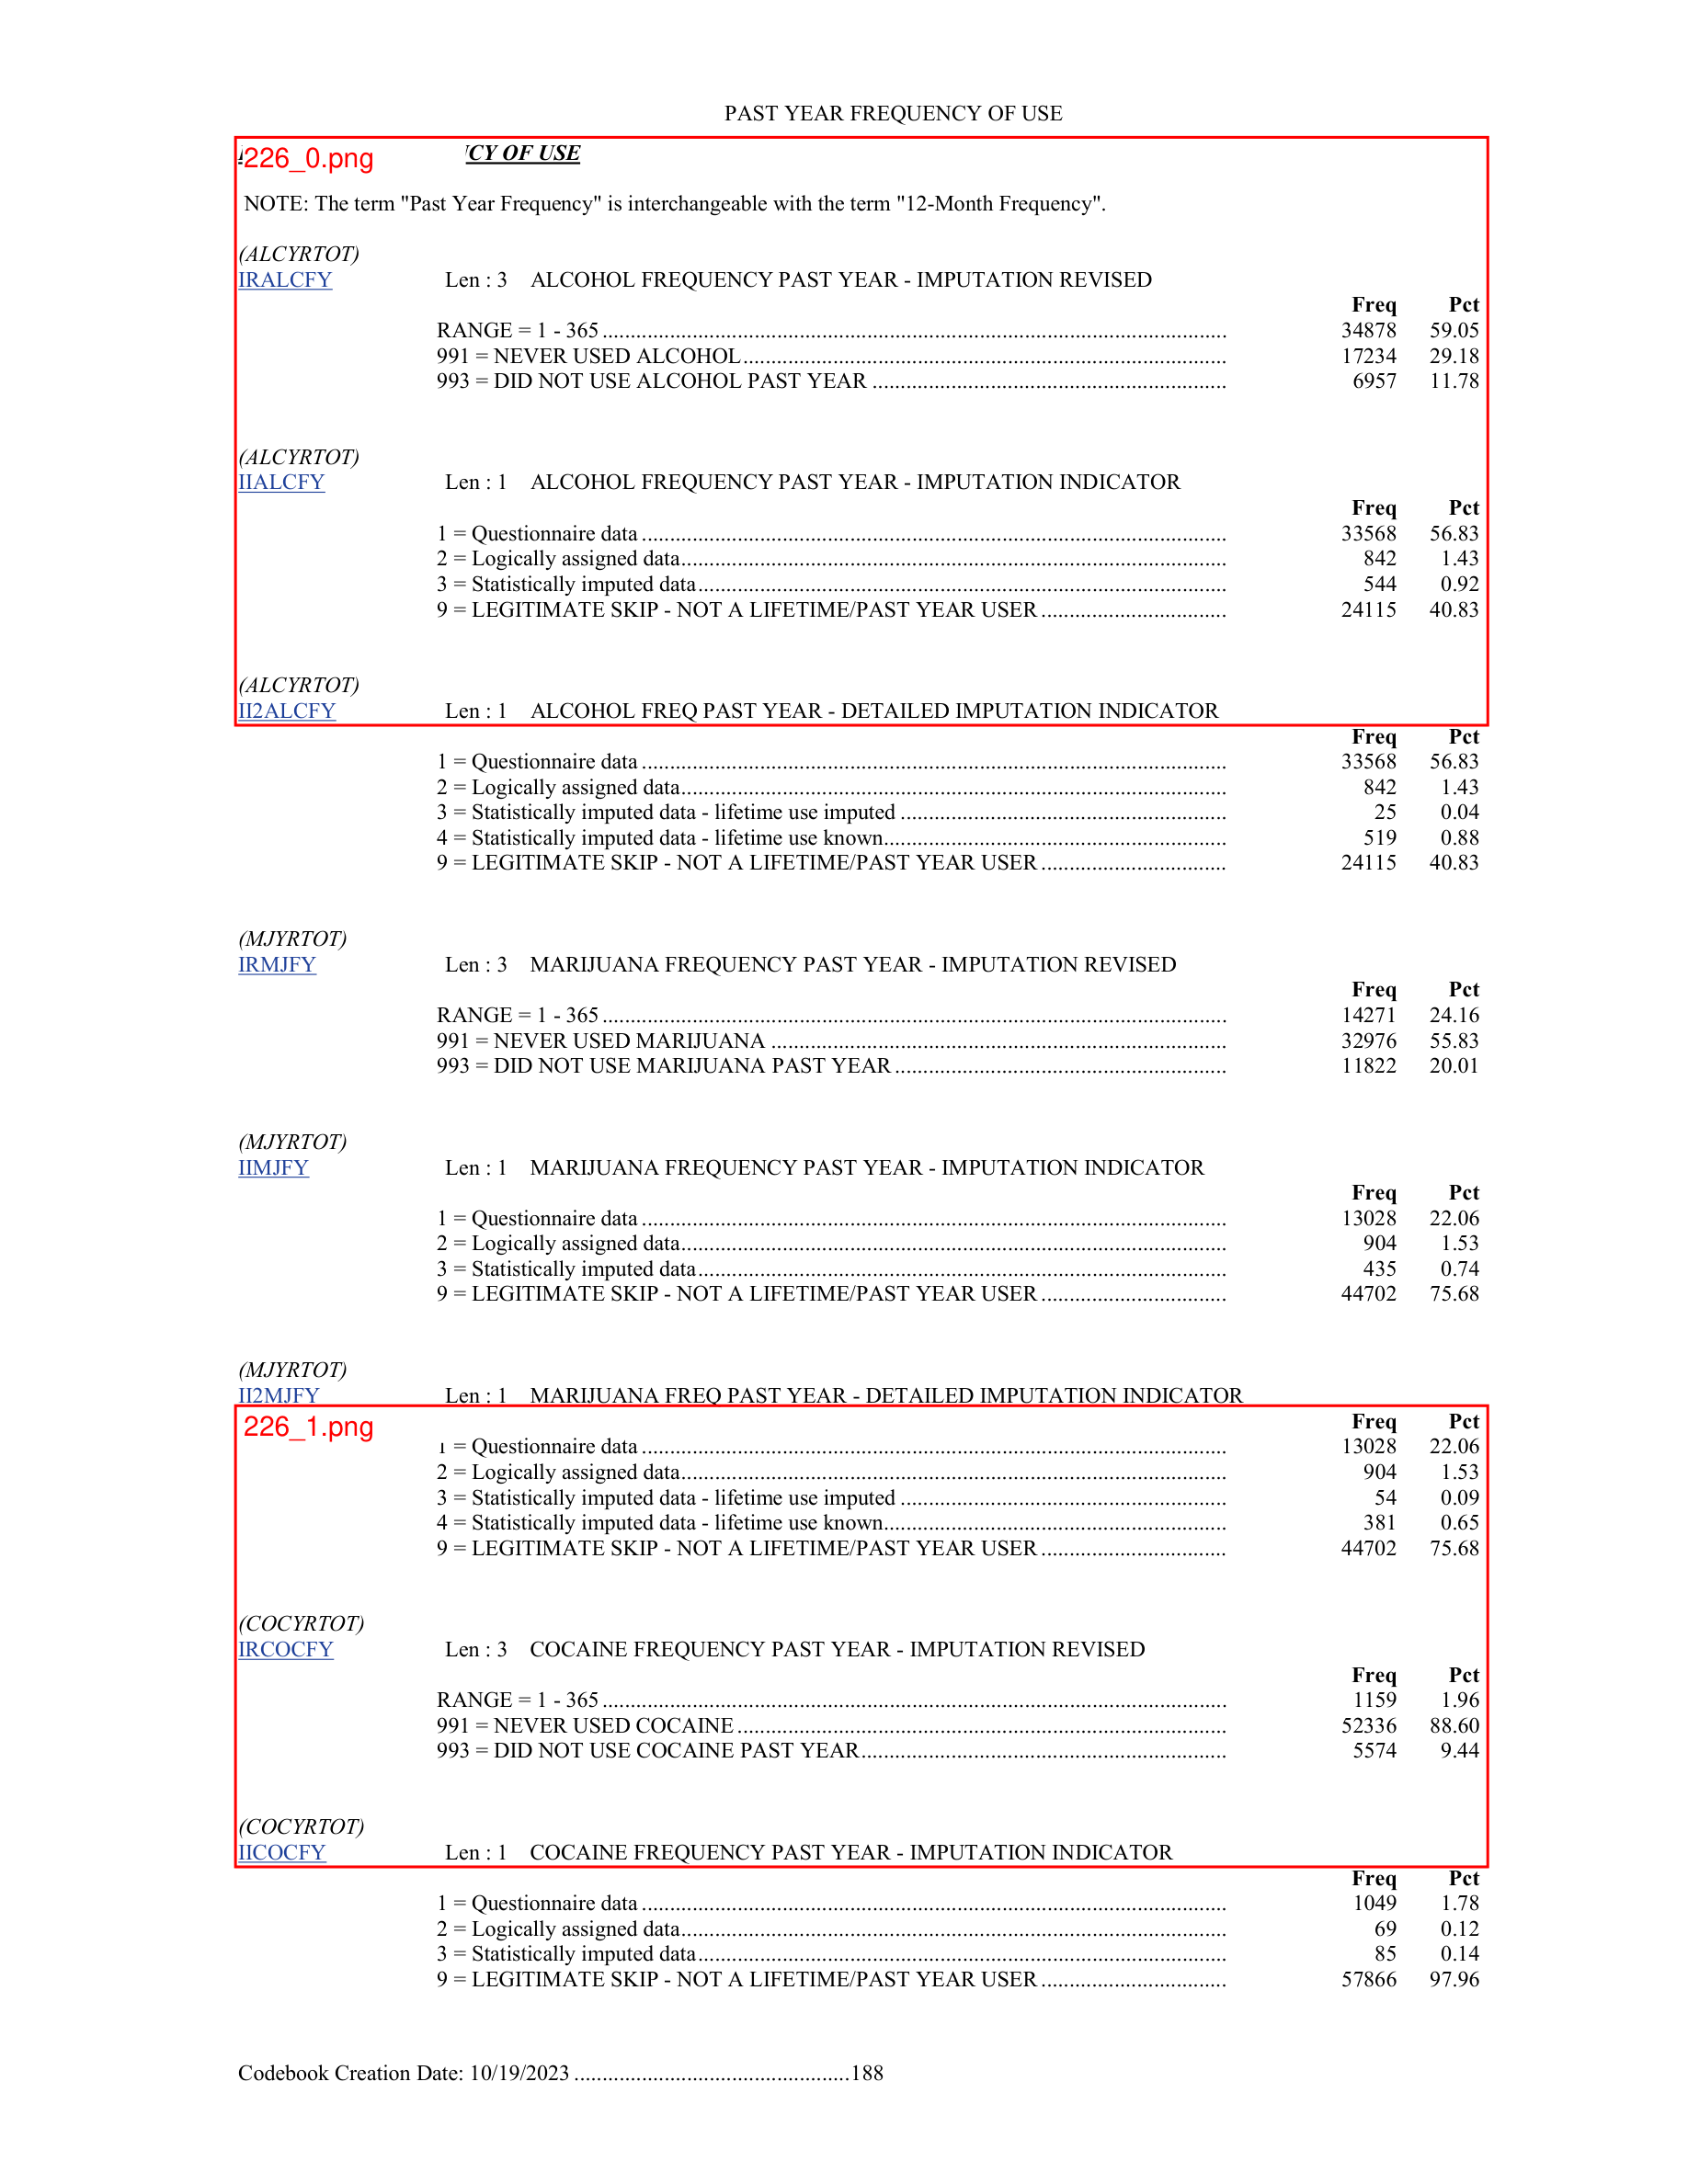 PAST YEAR FREQUENCY OF USE
226_0.png CY OF USE
NOTE: The term "Past Year Frequency" is interchangeable with the term "12-Month Frequency".
(ALCYRTOT)
IRALCFY Len : 3 ALCOHOL FREQUENCY PAST YEAR - IMPUTATION REVISED
Freq Pct
RANGE = 1 - 365 ................................ 34878 59.05
991 = NEVER USED ALCOHOL ................................ 17234 29.18
993 = DID NOT USE ALCOHOL PAST YEAR ................................ 6957 11.78
(ALCYRTOT)
IIALCFY Len : 1 ALCOHOL FREQUENCY PAST YEAR - IMPUTATION INDICATOR
Freq Pct
1 = Questionnaire data ................................ 33568 56.83
2 = Logically assigned data ................................ 842 1.43
3 = Statistically imputed data ................................ 544 0.92
9 = LEGITIMATE SKIP - NOT A LIFETIME/PAST YEAR USER ................................ 24115 40.83
(ALCYRTOT)
II2ALCFY Len : 1 ALCOHOL FREQ PAST YEAR - DETAILED IMPUTATION INDICATOR
Freq Pct
1 = Questionnaire data ................................ 33568 56.83
2 = Logically assigned data ................................ 842 1.43
3 = Statistically imputed data - lifetime use imputed ................................ 25 0.04
4 = Statistically imputed data - lifetime use known ................................ 519 0.88
9 = LEGITIMATE SKIP - NOT A LIFETIME/PAST YEAR USER ................................ 24115 40.83
(MJYRTOT)
IRMJFY Len : 3 MARIJUANA FREQUENCY PAST YEAR - IMPUTATION REVISED
Freq Pct
RANGE = 1 - 365 ................................ 14271 24.16
991 = NEVER USED MARIJUANA ................................ 32976 55.83
993 = DID NOT USE MARIJUANA PAST YEAR ................................ 11822 20.01
(MJYRTOT)
IIMJFY Len : 1 MARIJUANA FREQUENCY PAST YEAR - IMPUTATION INDICATOR
Freq Pct
1 = Questionnaire data ................................ 13028 22.06
2 = Logically assigned data ................................ 904 1.53
3 = Statistically imputed data ................................ 435 0.74
9 = LEGITIMATE SKIP - NOT A LIFETIME/PAST YEAR USER ................................ 44702 75.68
(MJYRTOT)
II2MJFY Len : 1 MARIJUANA FREQ PAST YEAR - DETAILED IMPUTATION INDICATOR
226_1.png Freq Pct
1 = Questionnaire data ................................ 13028 22.06
2 = Logically assigned data ................................ 904 1.53
3 = Statistically imputed data - lifetime use imputed ................................ 54 0.09
4 = Statistically imputed data - lifetime use known ................................ 381 0.65
9 = LEGITIMATE SKIP - NOT A LIFETIME/PAST YEAR USER ................................ 44702 75.68
(COCYRTOT)
IRCOCFY Len : 3 COCAINE FREQUENCY PAST YEAR - IMPUTATION REVISED
Freq Pct
RANGE = 1 - 365 ................................ 1159 1.96
991 = NEVER USED COCAINE ................................ 52336 88.60
993 = DID NOT USE COCAINE PAST YEAR ................................ 5574 9.44
(COCYRTOT)
IICOCFY Len : 1 COCAINE FREQUENCY PAST YEAR - IMPUTATION INDICATOR
Freq Pct
1 = Questionnaire data ................................ 1049 1.78
2 = Logically assigned data ................................ 69 0.12
3 = Statistically imputed data ................................ 85 0.14
9 = LEGITIMATE SKIP - NOT A LIFETIME/PAST YEAR USER ................................ 57866 97.96
Codebook Creation Date: 10/19/2023 ................................ 188